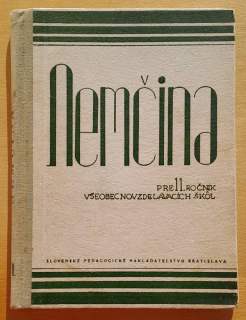 Nemčina
PRE 11. ROČNÍK
VŠEOBECNOVZDELÁVACÍCH ŠKÔL
SLOVENSKÉ PEDAGOGICKÉ NAKLADATEĽSTVO BRATISLAVA